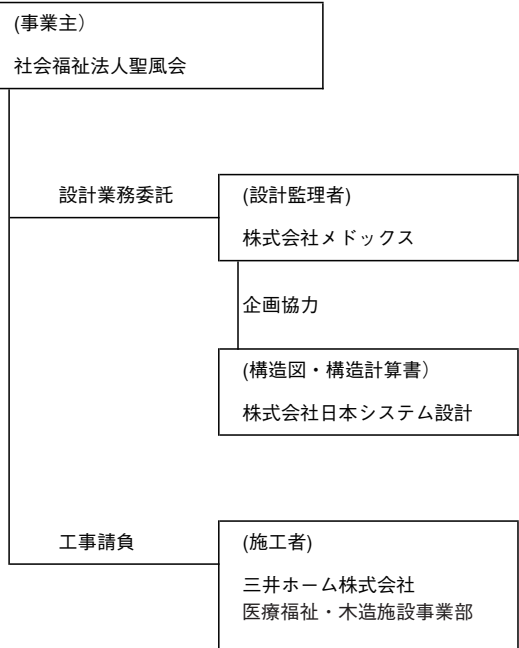 (事業主）
社会福祉法人聖風会
設計業務委託
(設計監理者)
株式会社メドックス
企画協力
(構造図・構造計算書）
株式会社日本システム設計
工事請負
(施工者)
三井ホーム株式会社
医療福祉・木造施設事業部